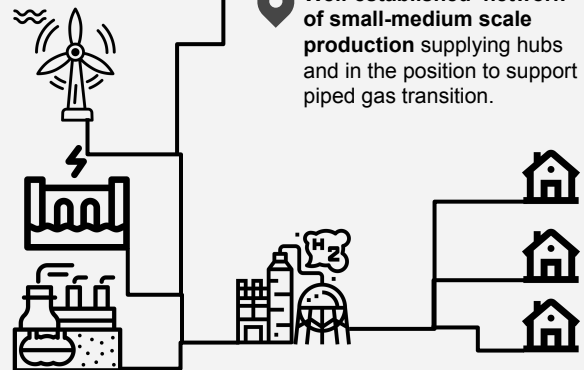 Well-established network
of small-medium scale
production supplying hubs
and in the position to support
piped gas transition.
H2